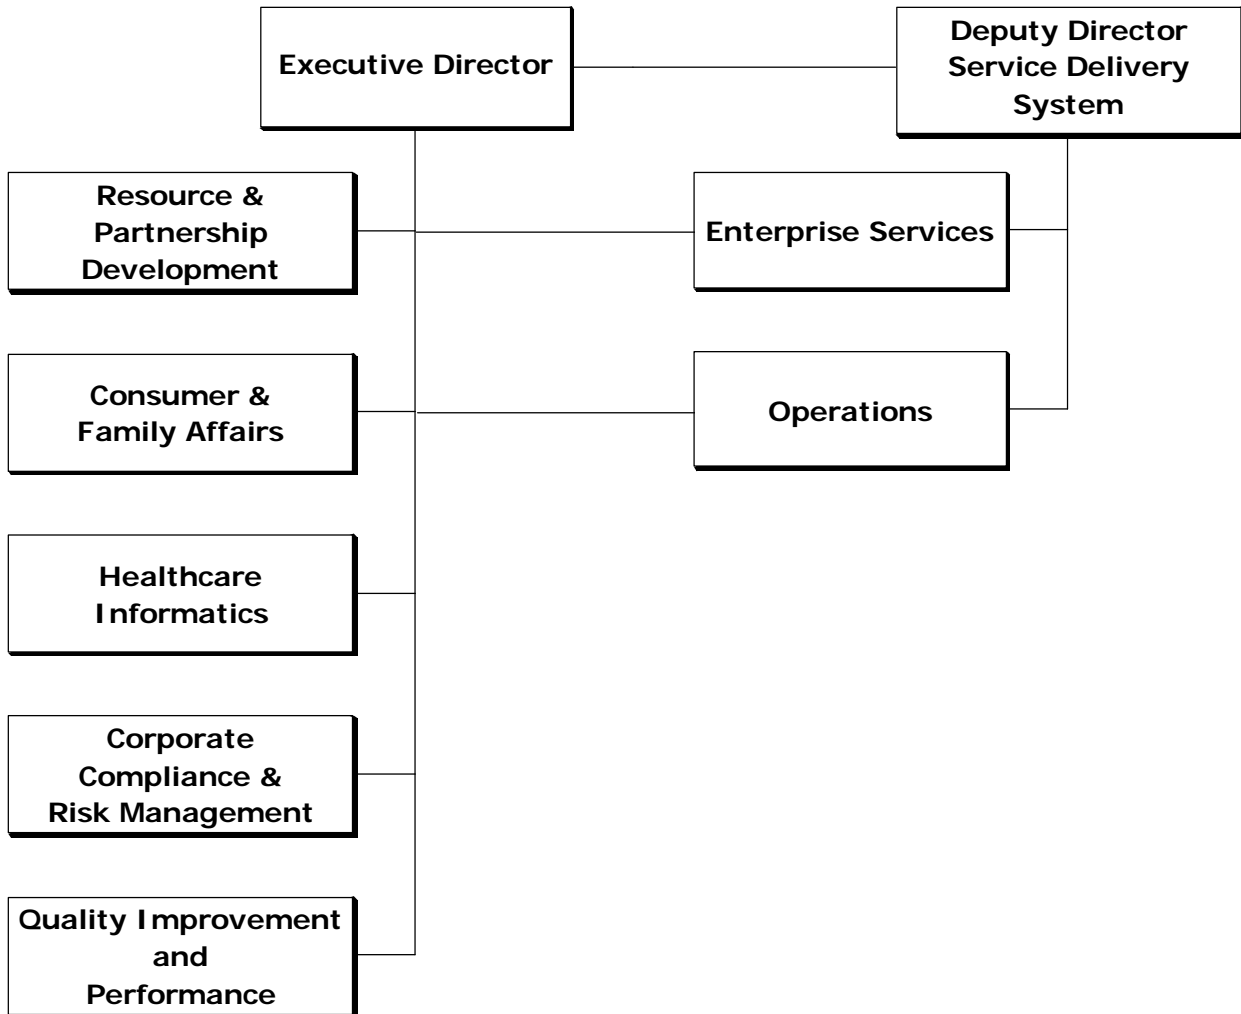 Executive Director
Deputy Director
Service Delivery
System
Resource &
Partnership
Development
Enterprise Services
Consumer &
Family Affairs
Operations
Healthcare
Informatics
Corporate
Compliance &
Risk Management
Quality Improvement
and
Performance